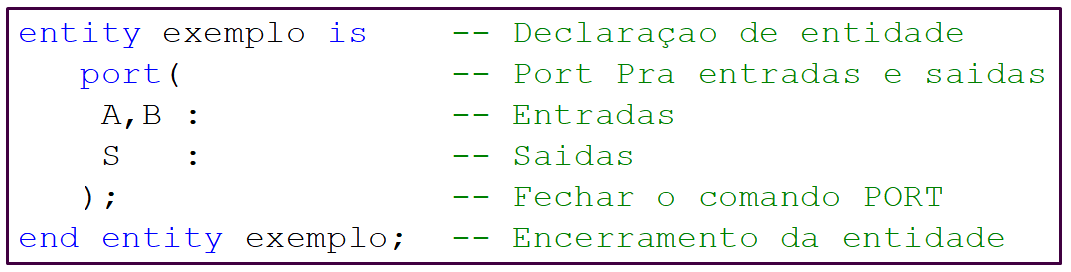 entity exemplo is -- Declaraçao de entidade
port( -- Port Pra entradas e saidas
A,B : -- Entradas
S : -- Saidas
); -- Fechar o comando PORT
end entity exemplo; -- Encerramento da entidade